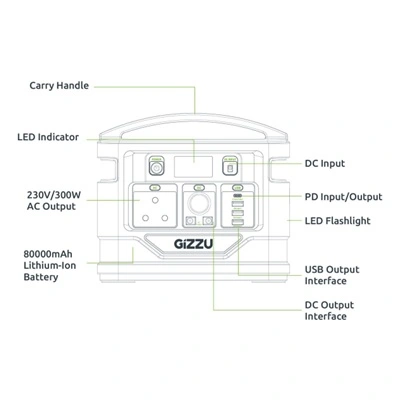 Carry Handle
LED Indicator
DC Input
230V/300W
AC Output
PD Input/Output
LED Flashlight
GIZZU
80000mAh
Lithium-Ion
Battery
USB Output
Interface
DC Output
Interface